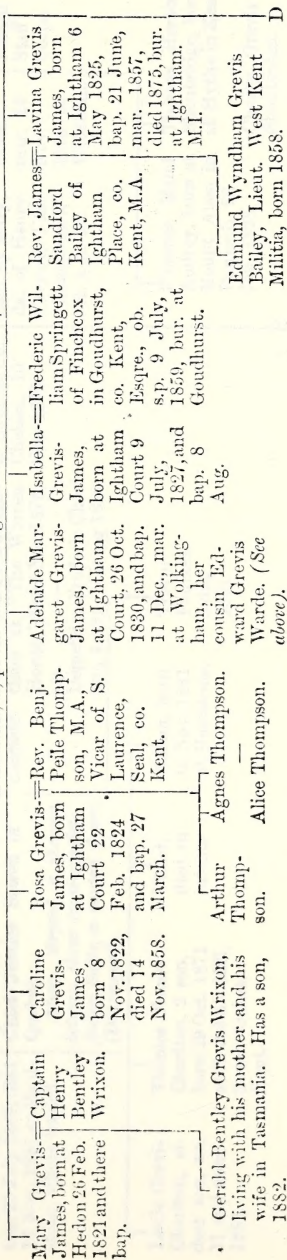 Mary Grevis-=Captain
James, born at Henry
Hedon 26 Feb. Bentley
1821 and there Wrixon.
bap.
Caroline
Grevis-
James,
born 8
Nov. 1822,
died 14
Nov. 1858.
Rosa Grevis-=Rev. Benj.
James, born Peile Thomp-
at Ightham son, M.A.,
Court 22 Vicar of S.
Feb. 1824 Laurence,
and bap. 27 Seal, co.
March. Kent.
Adelaide Mar-
garet Grevis-
James, born
at Ightham
Court, 26 Oct.
1830, and bap.
11 Dec., mar.
at Woking-
ham, her
cousin Ed-
ward Grevis
Warde. (See
above).
Isabella-=Frederic Wil-
Grevis- liam Springett
James, of Finchcox
born at in Goudhurst,
Ightham co. Kent,
Court 9 Esqre., ob.
July, s.p. 9 July,
1827, and 1859, bur. at
bap. 8 Goudhurst.
Aug.
Rev. James=Lavina Grevis
Sandford James, born
Bailey of at Ightham 6
Ightham May 1825,
Place, co. bap. 21 June,
Kent, M.A. mar. 1857,
died 1875, bur.
at Ightham.
M.I.
Gerald Bentley Grevis Wrixon,
living with his mother and his
wife in Tasmania. Has a son,
1882.
Arthur
Thomp-
son.
Agnes Thompson.
—
Alice Thompson.
Edmund Wyndham Grevis
Bailey, Lieut. West Kent
Militia, born 1858.
D